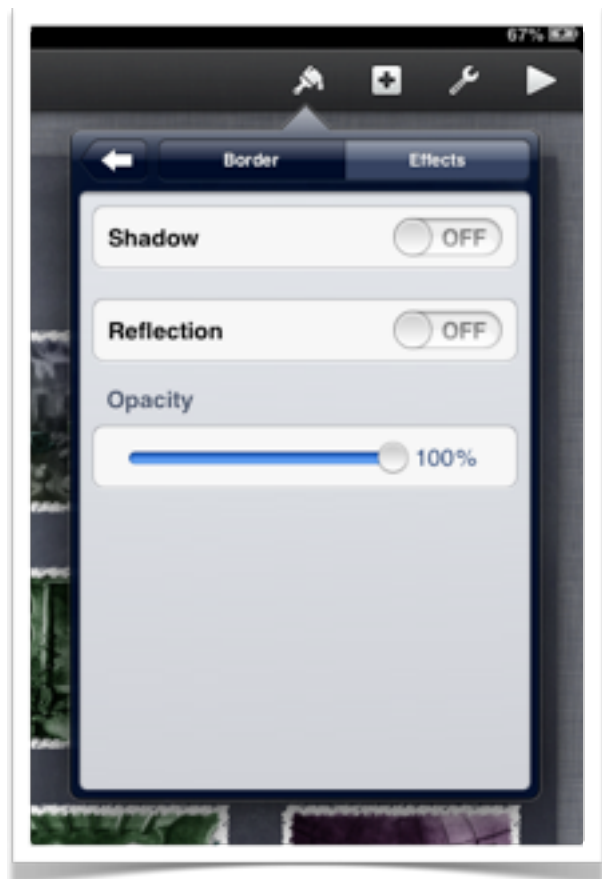 67%
Border Effects
Shadow OFF
Reflection OFF
Opacity
100%